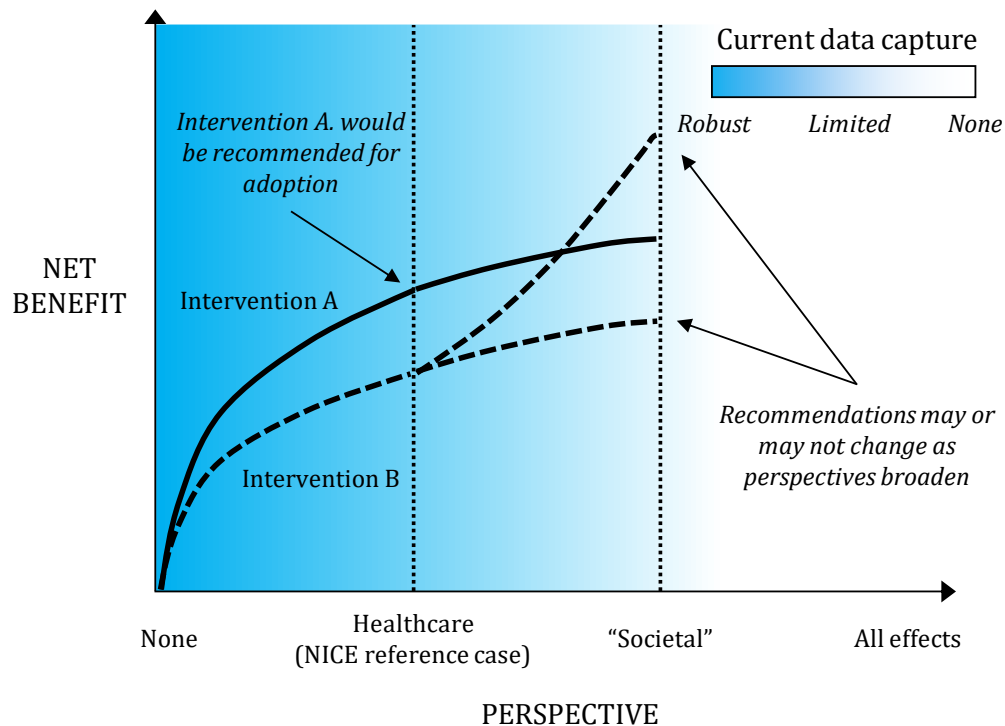 Current data capture
Robust Limited None
Intervention A. would
be recommended for
adoption
NET
BENEFIT
Intervention A
Intervention B
Recommendations may or
may not change as
perspectives broaden
None
Healthcare
(NICE reference case)
“Societal”
All effects
PERSPECTIVE